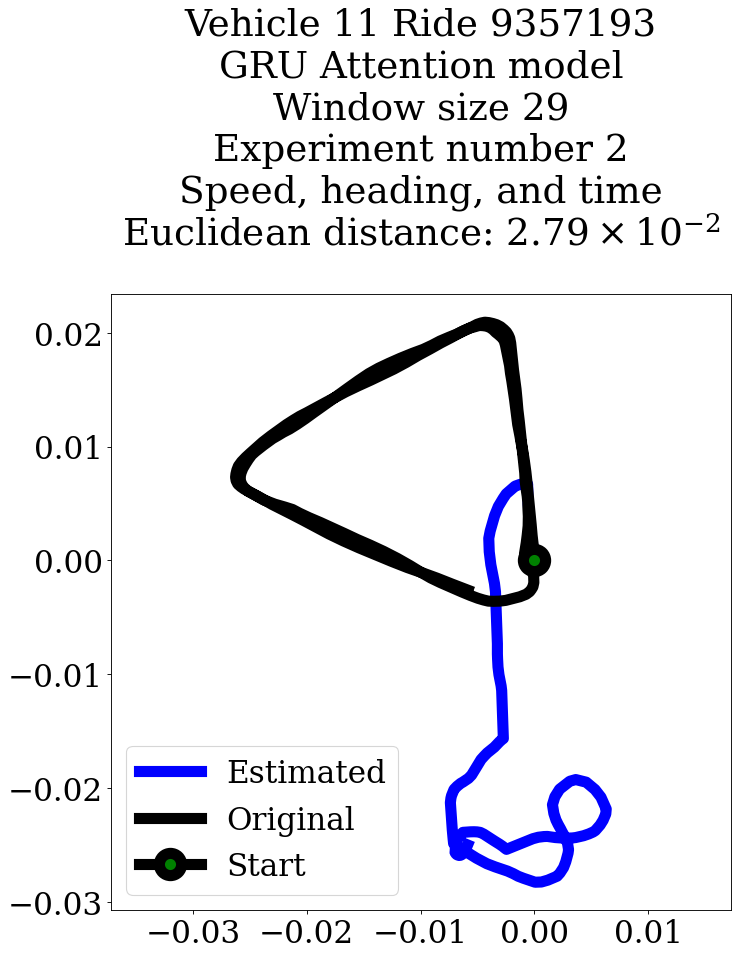 Vehicle 11 Ride 9357193
GRU Attention model
Window size 29
Experiment number 2
Speed, heading, and time
Euclidean distance: 2.79 × 10⁻²
0.02
0.01
0.00
−0.01
−0.02
−0.03
Estimated
Original
Start
−0.03 −0.02 −0.01 0.00 0.01